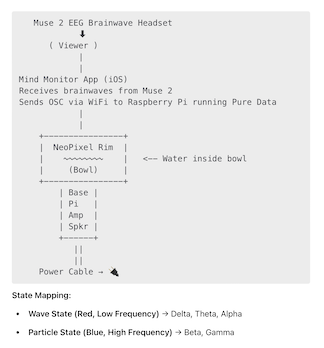 Muse 2 EEG Brainwave Headset
⬇
( Viewer )
|
|
Mind Monitor App (iOS)
Receives brainwaves from Muse 2
Sends OSC via WiFi to Raspberry Pi running Pure Data
|
|
+----------------+
|  NeoPixel Rim  |
|    ~~~~~~~~    |   <-- Water inside bowl
|     (Bowl)     |
+----------------+
| Base |
| Pi   |
| Amp  |
| Spkr |
+------+
||
||
Power Cable → 🔌
State Mapping:
• Wave State (Red, Low Frequency) → Delta, Theta, Alpha
• Particle State (Blue, High Frequency) → Beta, Gamma